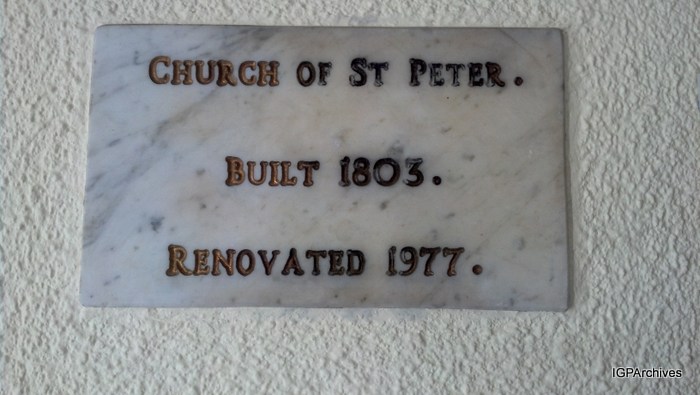 CHURCH OF ST PETER.
BUILT 1803.
RENOVATED 1977.
IGPArchives